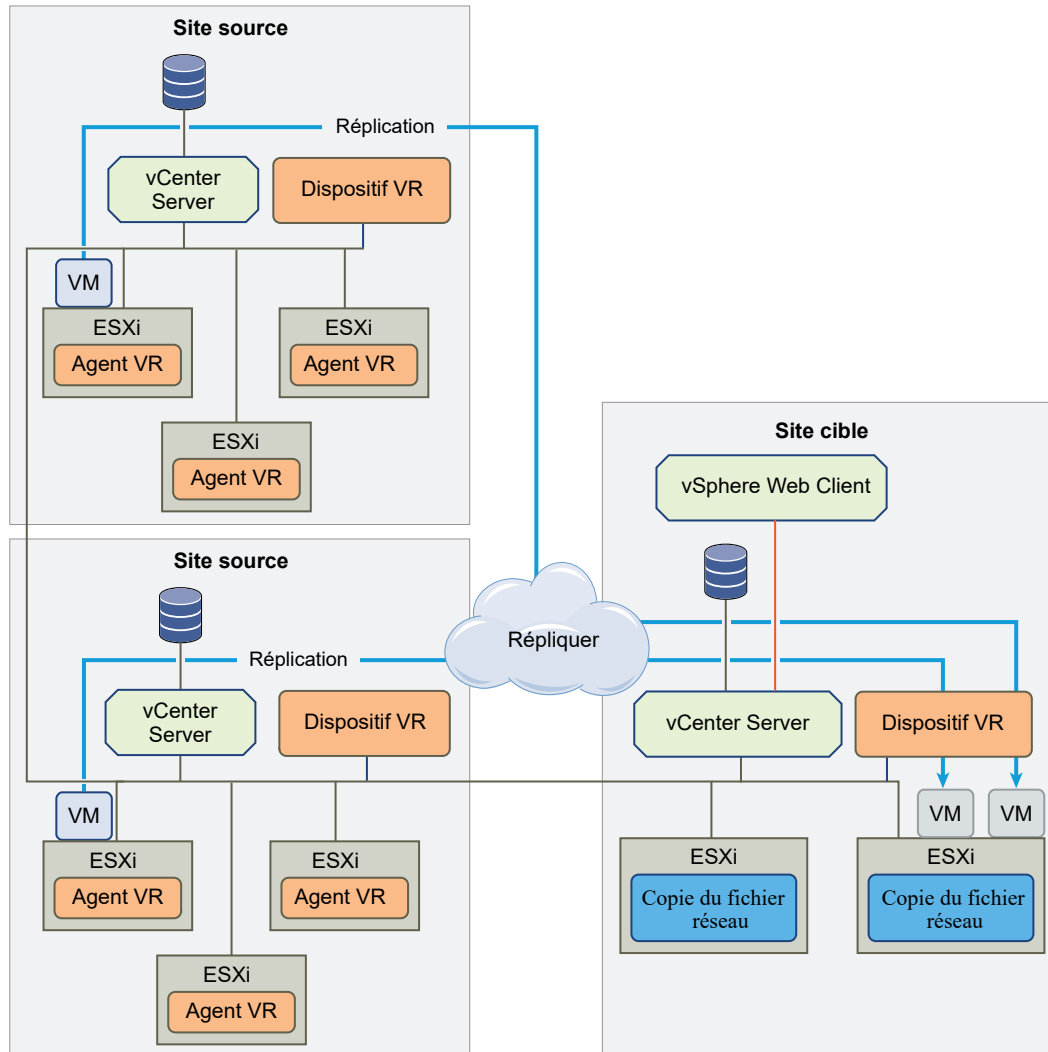 Site source
Réplication
vCenter
Server
Dispositif VR
VM
ESXi
Agent VR
ESXi
Agent VR
ESXi
Agent VR
Site source
Réplication
vCenter
Server
Dispositif VR
VM
ESXi
Agent VR
ESXi
Agent VR
ESXi
Agent VR
Répliquer
Site cible
vSphere Web Client
vCenter Server
Dispositif VR
VM
VM
ESXi
Copie du fichier
réseau
ESXi
Copie du fichier
réseau